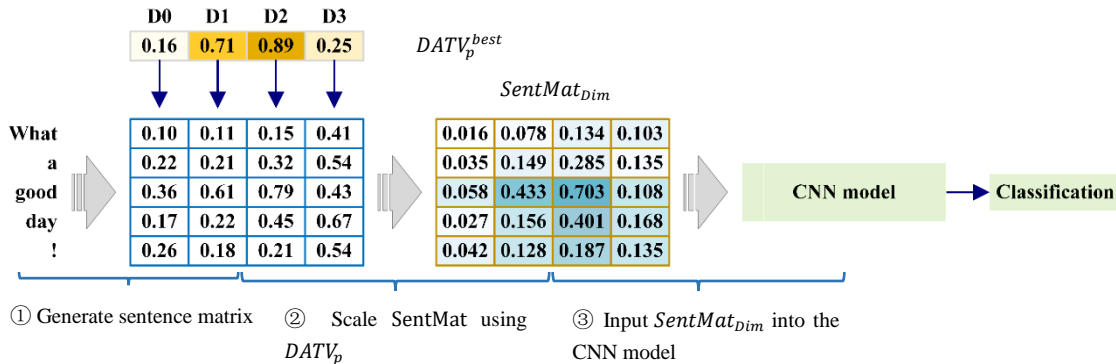 D0 D1 D2 D3
0.16 0.71 0.89 0.25
DATV_p^best
SentMat_Dim
What 0.10 0.11 0.15 0.41 0.016 0.078 0.134 0.103
a 0.22 0.21 0.32 0.54 0.035 0.149 0.285 0.135
good 0.36 0.61 0.79 0.43 0.058 0.433 0.703 0.108 CNN model Classification
day 0.17 0.22 0.45 0.67 0.027 0.156 0.401 0.168
! 0.26 0.18 0.21 0.54 0.042 0.128 0.187 0.135
① Generate sentence matrix
② Scale SentMat using
DATV_p
③ Input SentMat_Dim into the
CNN model